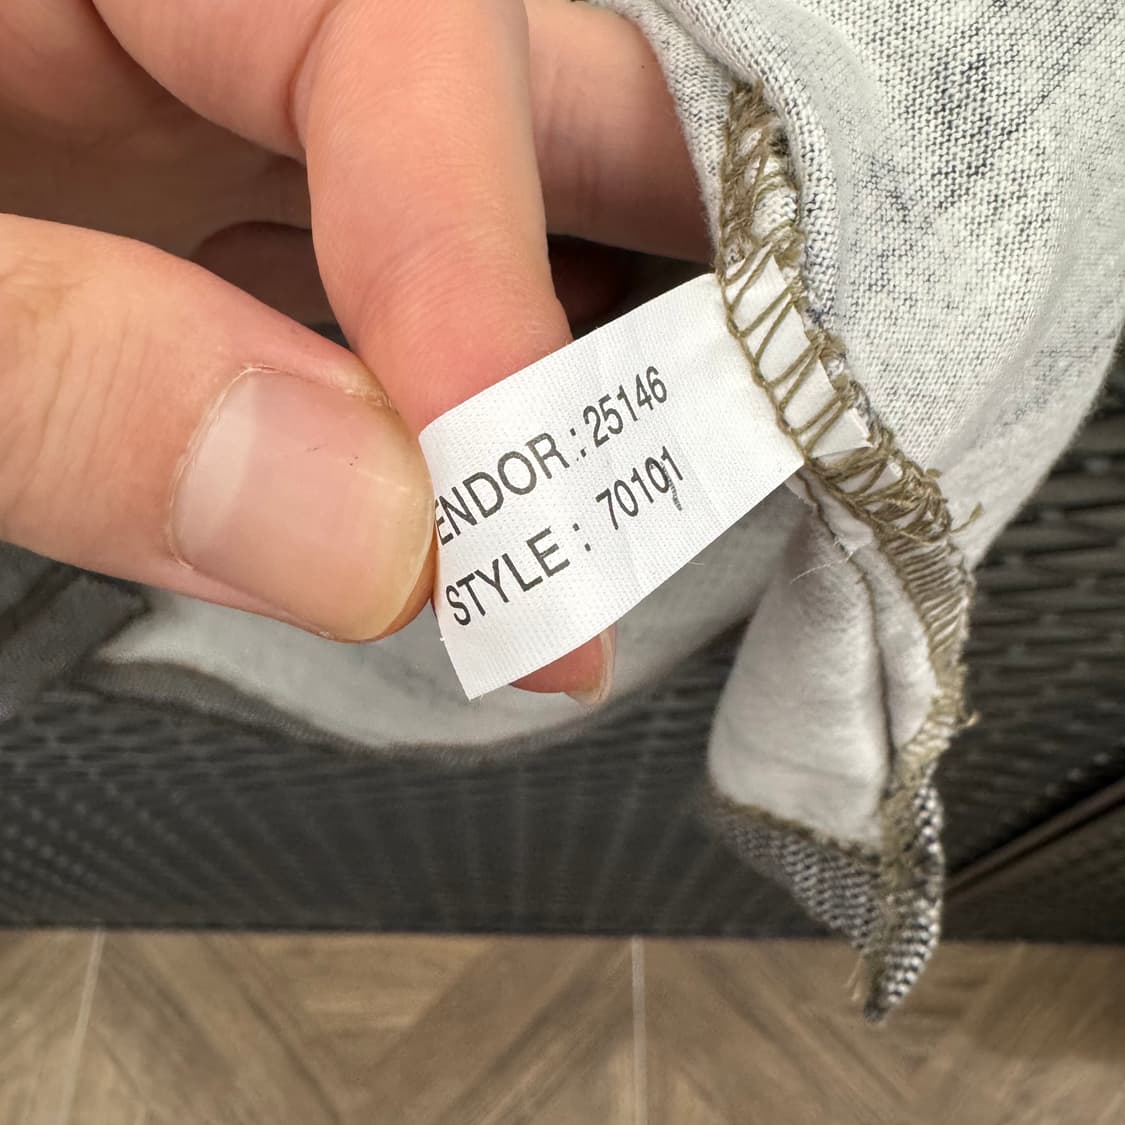 ENDOR : 25146
STYLE : 70101